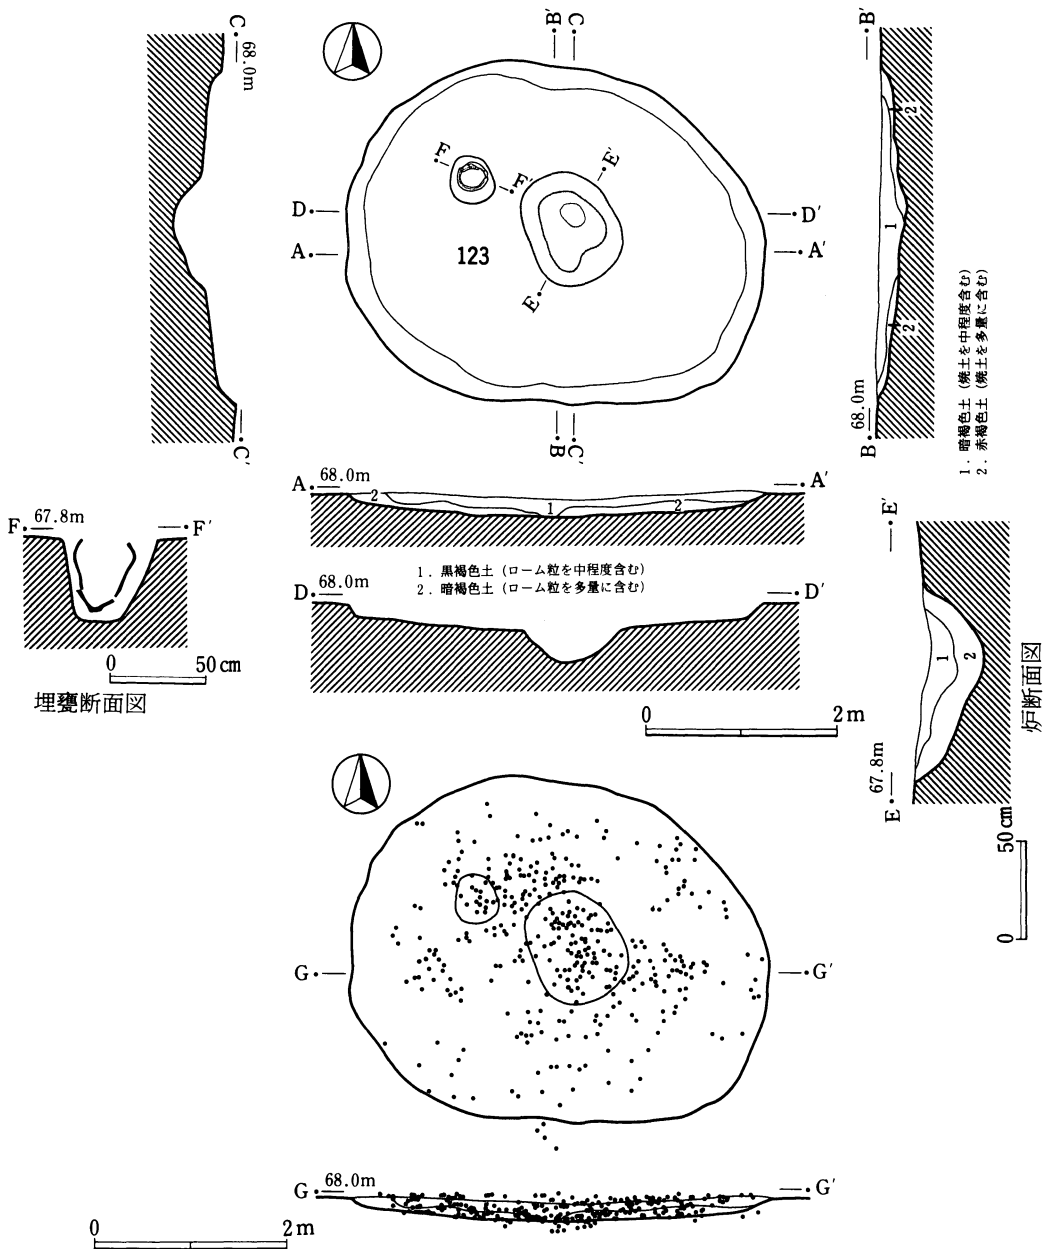 C
68.0m
C′
B′ C
B C′
D
D′
A
A′
F
F′
E′
E
123
B′
2
1
2
68.0m
B
1．暗褐色土（焼土を中程度含む）
2．赤褐色土（焼土を多量に含む）
A 68.0m A′
2 1 2
1．黒褐色土（ローム粒を中程度含む）
2．暗褐色土（ローム粒を多量に含む）
D 68.0m D′
0 2m
F 67.8m F′
0 50cm
埋甕断面図
E′
1 2
67.8m
E
炉断面図
0 50cm
G G′
G 68.0m G′
0 2m